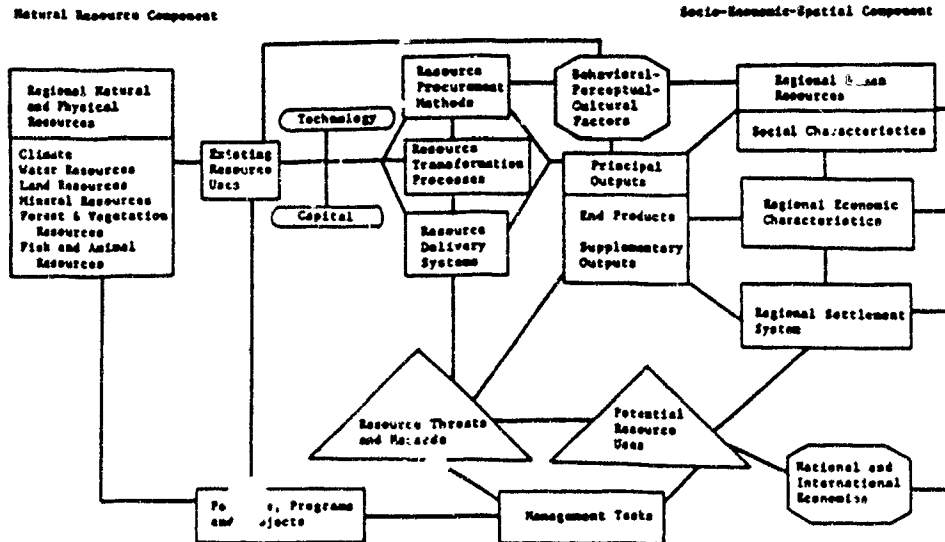 Natural Resource Component
Socio-Economic-Spatial Component
Regional Natural
and Physical
Resources
Climate
Water Resources
Land Resources
Mineral Resources
Forest & Vegetation
Resources
Fish and Animal
Resources
Existing
Resource
Uses
Technology
Capital
Resource
Procurement
Methods
Resource
Transformation
Processes
Resource
Delivery
Systems
Behavioral-
Perceptual-
Cultural
Factors
Principal
Outputs
End Products
Supplementary
Outputs
Regional
Resources
Social Characteristics
Regional Economic
Characteristics
Regional Settlement
System
Resource Threats
and Hazards
Potential
Resource
Uses
National and
International
Economies
Programs
and
Management Tasks